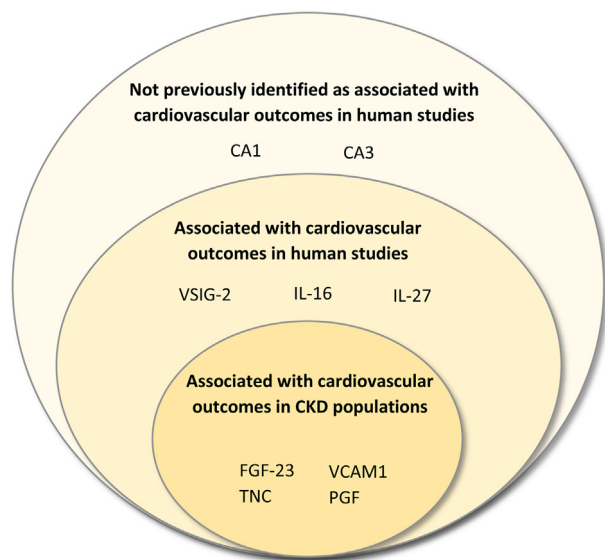 Not previously identified as associated with
cardiovascular outcomes in human studies
CA1 CA3
Associated with cardiovascular
outcomes in human studies
VSIG-2 IL-16 IL-27
Associated with cardiovascular
outcomes in CKD populations
FGF-23 VCAM1
TNC PGF